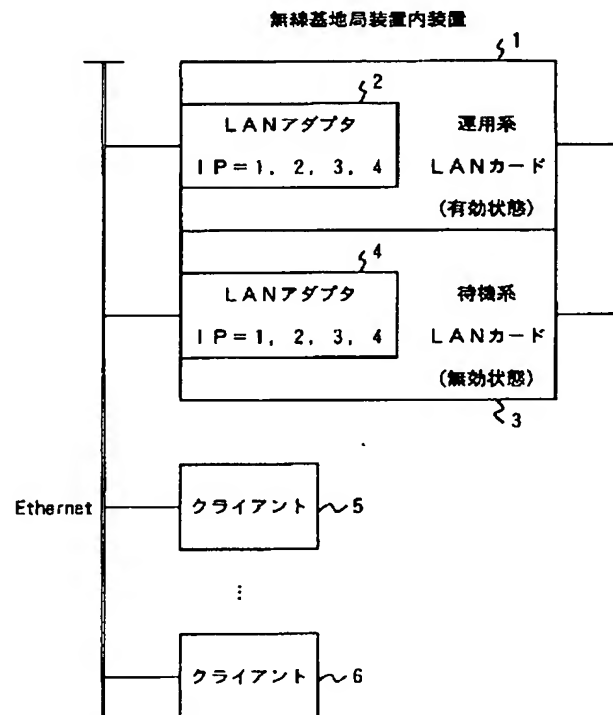 無線基地局装置内装置
1
2
LANアダプタ
IP=1, 2, 3, 4
運用系
LANカード
(有効状態)
4
LANアダプタ
IP=1, 2, 3, 4
待機系
LANカード
(無効状態)
3
Ethernet
クライアント
5
⋮
クライアント
6